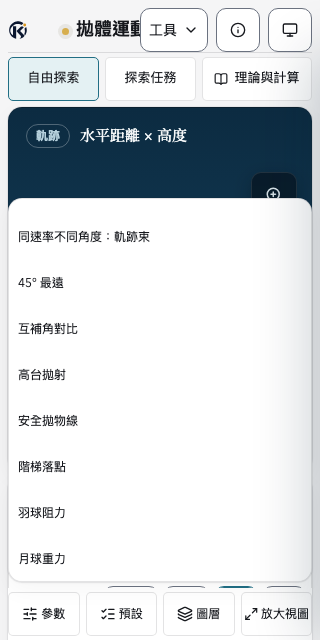 拋體運動
工具
自由探索
探索任務
理論與計算
軌跡
水平距離 × 高度
同速率不同角度：軌跡束
45° 最遠
互補角對比
高台拋射
安全拋物線
階梯落點
羽球阻力
月球重力
參數
預設
圖層
放大視圖